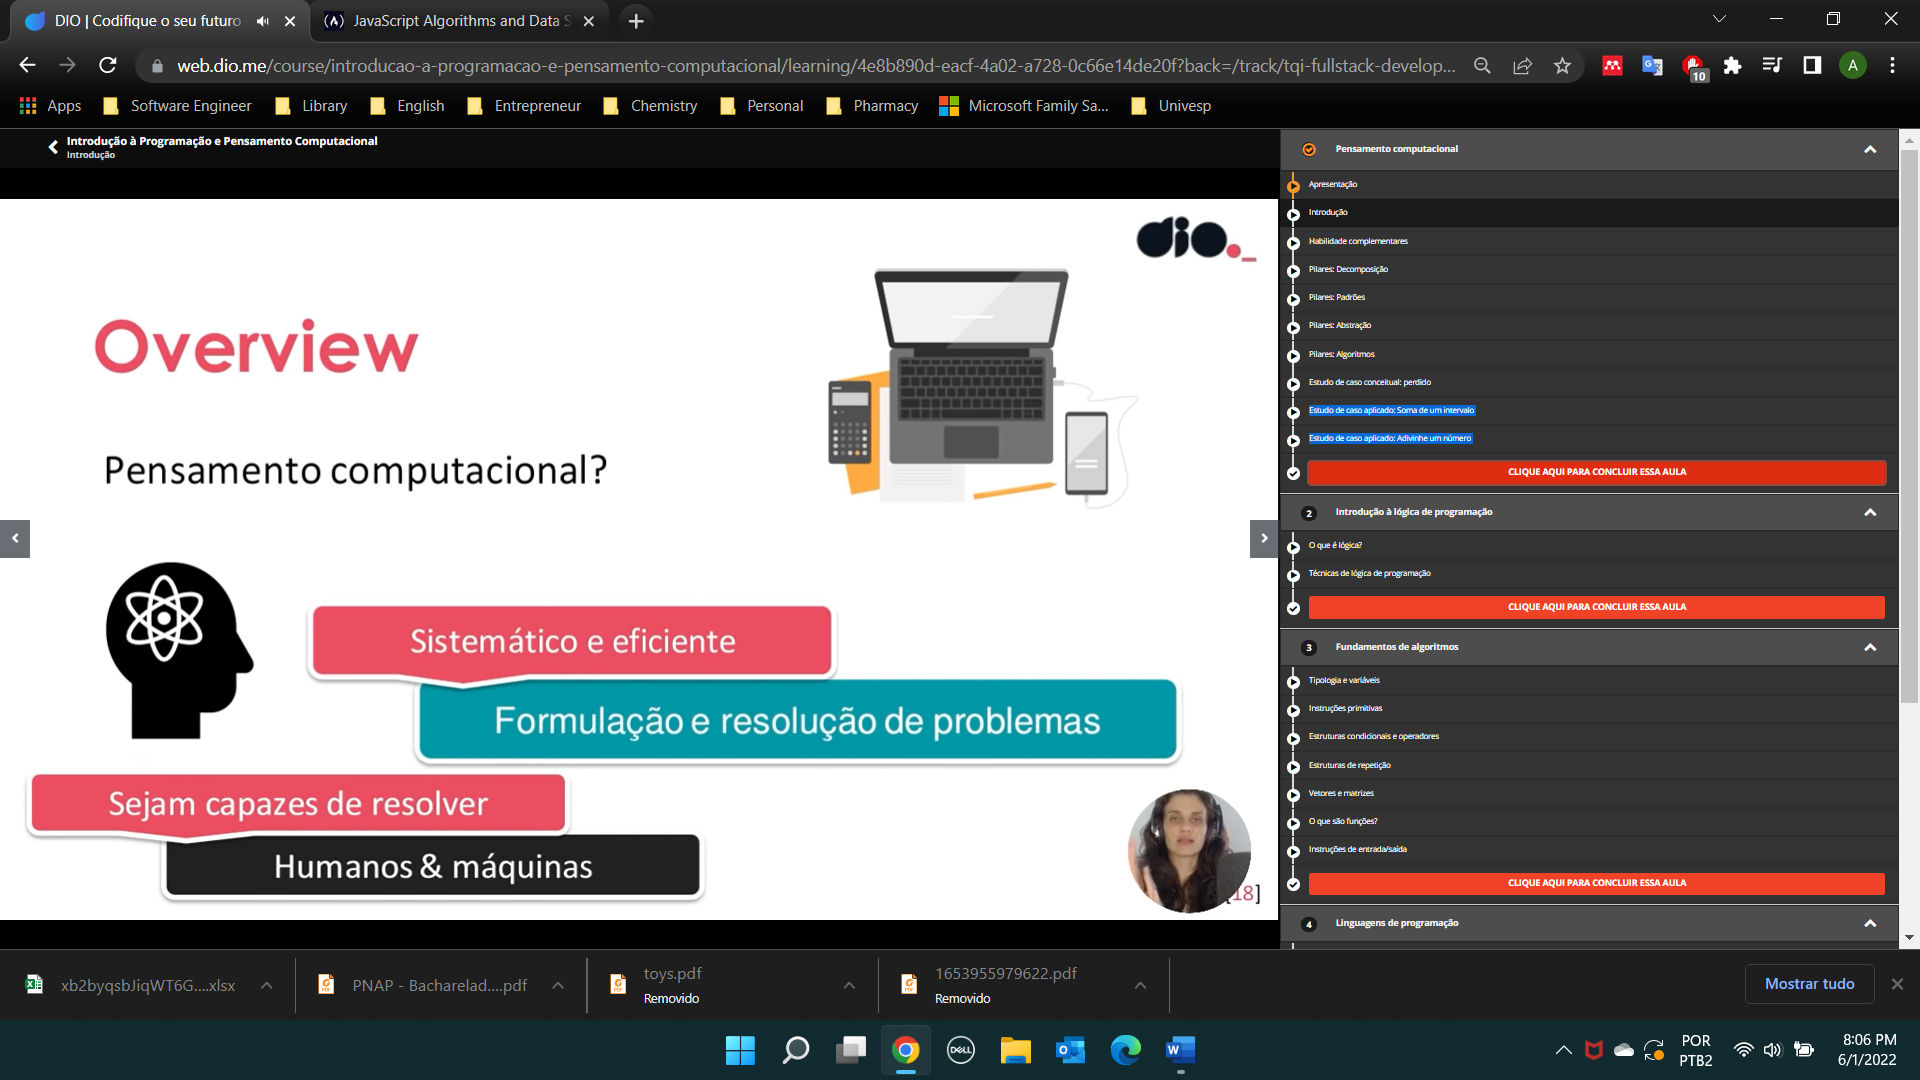 DIO | Codifique o seu futuro
JavaScript Algorithms and Data S
web.dio.me/course/introducao-a-programacao-e-pensamento-computacional/learning/4e8b890d-eacf-4a02-a728-0c66e14de20f?back=/track/tqi-fullstack-develop...
10
A
Apps
Software Engineer
Library
English
Entrepreneur
Chemistry
Personal
Pharmacy
Microsoft Family Sa...
Univesp
Introdução à Programação e Pensamento Computacional
Introdução
dio._
Overview
Pensamento computacional?
Sistemático e eficiente
Formulação e resolução de problemas
Sejam capazes de resolver
Humanos & máquinas
[18]
Pensamento computacional
Apresentação
Introdução
Habilidade complementares
Pilares: Decomposição
Pilares: Padrões
Pilares: Abstração
Pilares: Algoritmos
Estudo de caso conceitual: perdido
Estudo de caso aplicado: Soma de um intervalo
Estudo de caso aplicado: Adivinhe um número
CLIQUE AQUI PARA CONCLUIR ESSA AULA
2 Introdução à lógica de programação
O que é lógica?
Técnicas de lógica de programação
CLIQUE AQUI PARA CONCLUIR ESSA AULA
3 Fundamentos de algoritmos
Tipologia e variáveis
Instruções primitivas
Estruturas condicionais e operadores
Estruturas de repetição
Vetores e matrizes
O que são funções?
Instruções de entrada/saída
CLIQUE AQUI PARA CONCLUIR ESSA AULA
4 Linguagens de programação
xb2byqsbJiqWT6G....xlsx
PNAP - Bacharelad....pdf
toys.pdf
Removido
1653955979622.pdf
Removido
Mostrar tudo
DELL
POR
PTB2
8:06 PM
6/1/2022